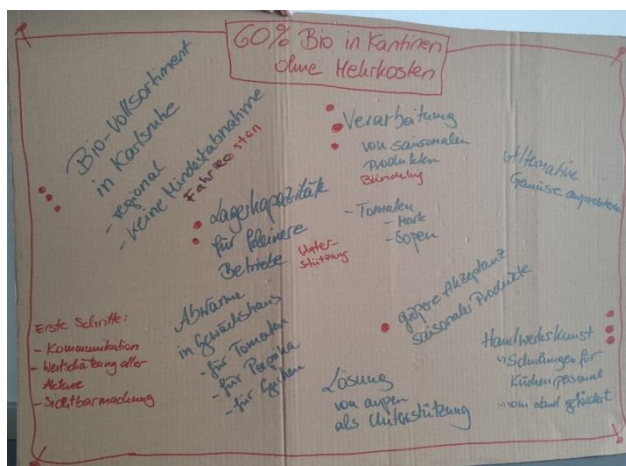 60% Bio in Kantinen
ohne Mehrkosten
Bio-Vollsortiment
in Karlsruhe
- regional
- keine Mindestabnahme
Fahrkosten
Lagerkapazität
für kleinere
Betriebe
Unter-
stützung
Abwärme
in Gewächshaus
- für Tomaten
- für Paprika
- für Gurken
Erste Schritte:
- Kommunikation
- Wertschätzung aller
Akteure
- Sichtbarmachung
Verarbeitung
von saisonalen
Produkten
Bündelung
- Tomaten
- Mark
- Soßen
Alternative
Gemüse anprobieren
größere Akzeptanz
saisonaler Produkte
Lösung
von außen
als Unterstützung
Handwerkskunst
Schulungen für
Küchenpersonal
vom Land gefördert